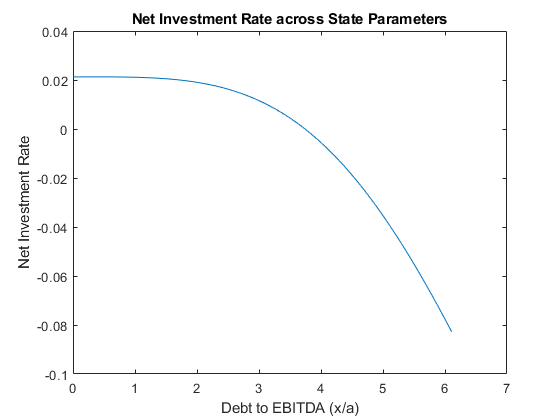 Net Investment Rate across State Parameters
0.04
0.02
0
-0.02
-0.04
-0.06
-0.08
-0.1
Net Investment Rate
0 1 2 3 4 5 6 7
Debt to EBITDA (x/a)